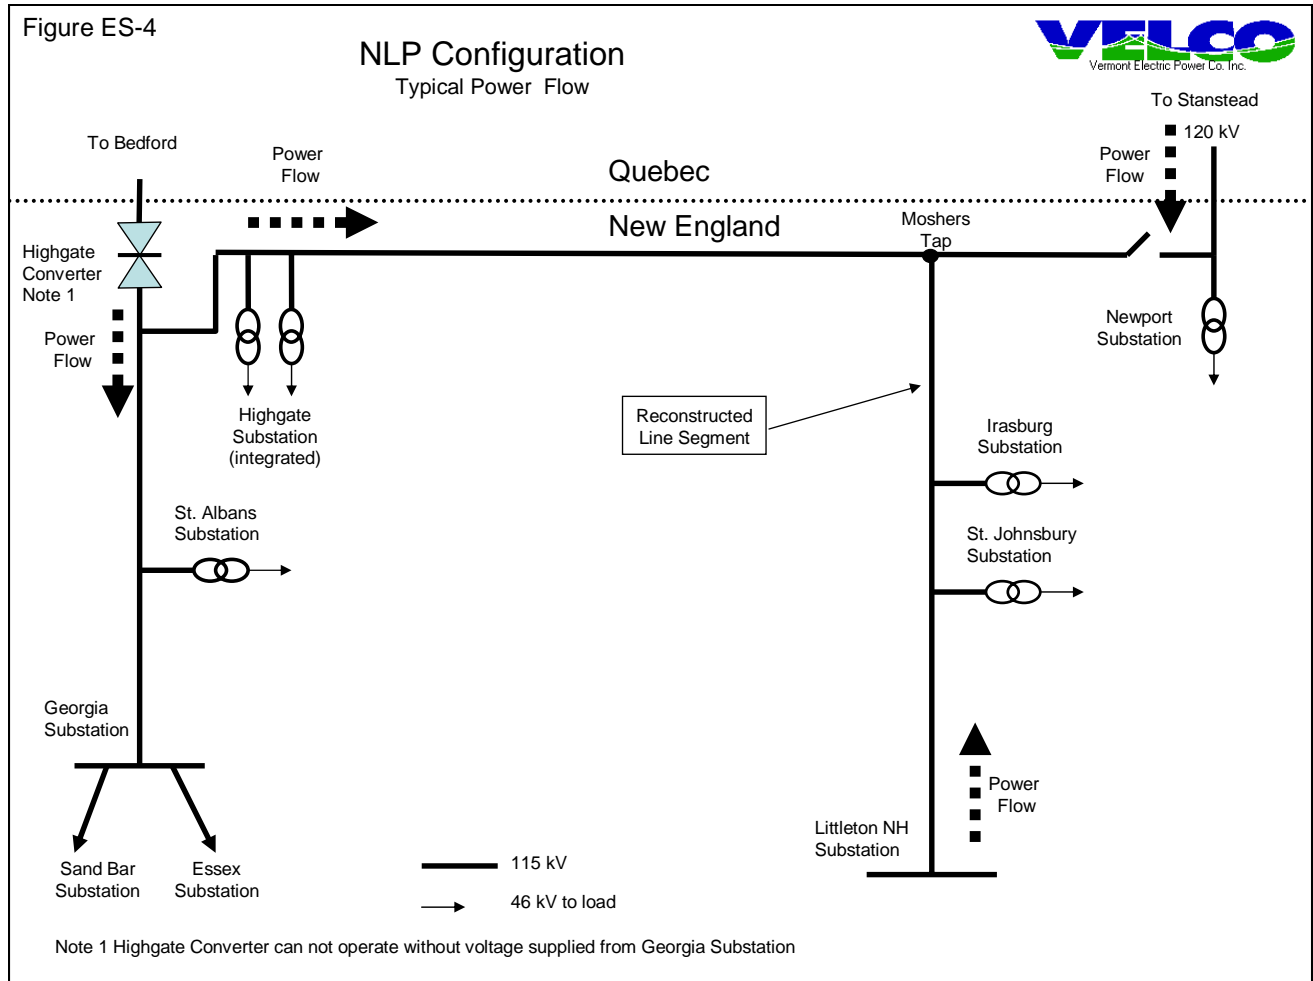 Figure ES-4
VELCO
Vermont Electric Power Co. Inc.
NLP Configuration
Typical Power Flow
To Stanstead
120 kV
To Bedford
Power
Flow
Quebec
Power
Flow
New England
Moshers
Tap
Highgate
Converter
Note 1
Power
Flow
Newport
Substation
Highgate
Substation
(integrated)
Reconstructed
Line Segment
Irasburg
Substation
St. Albans
Substation
St. Johnsbury
Substation
Georgia
Substation
Power
Flow
Littleton NH
Substation
Sand Bar
Substation
Essex
Substation
115 kV
46 kV to load
Note 1 Highgate Converter can not operate without voltage supplied from Georgia Substation